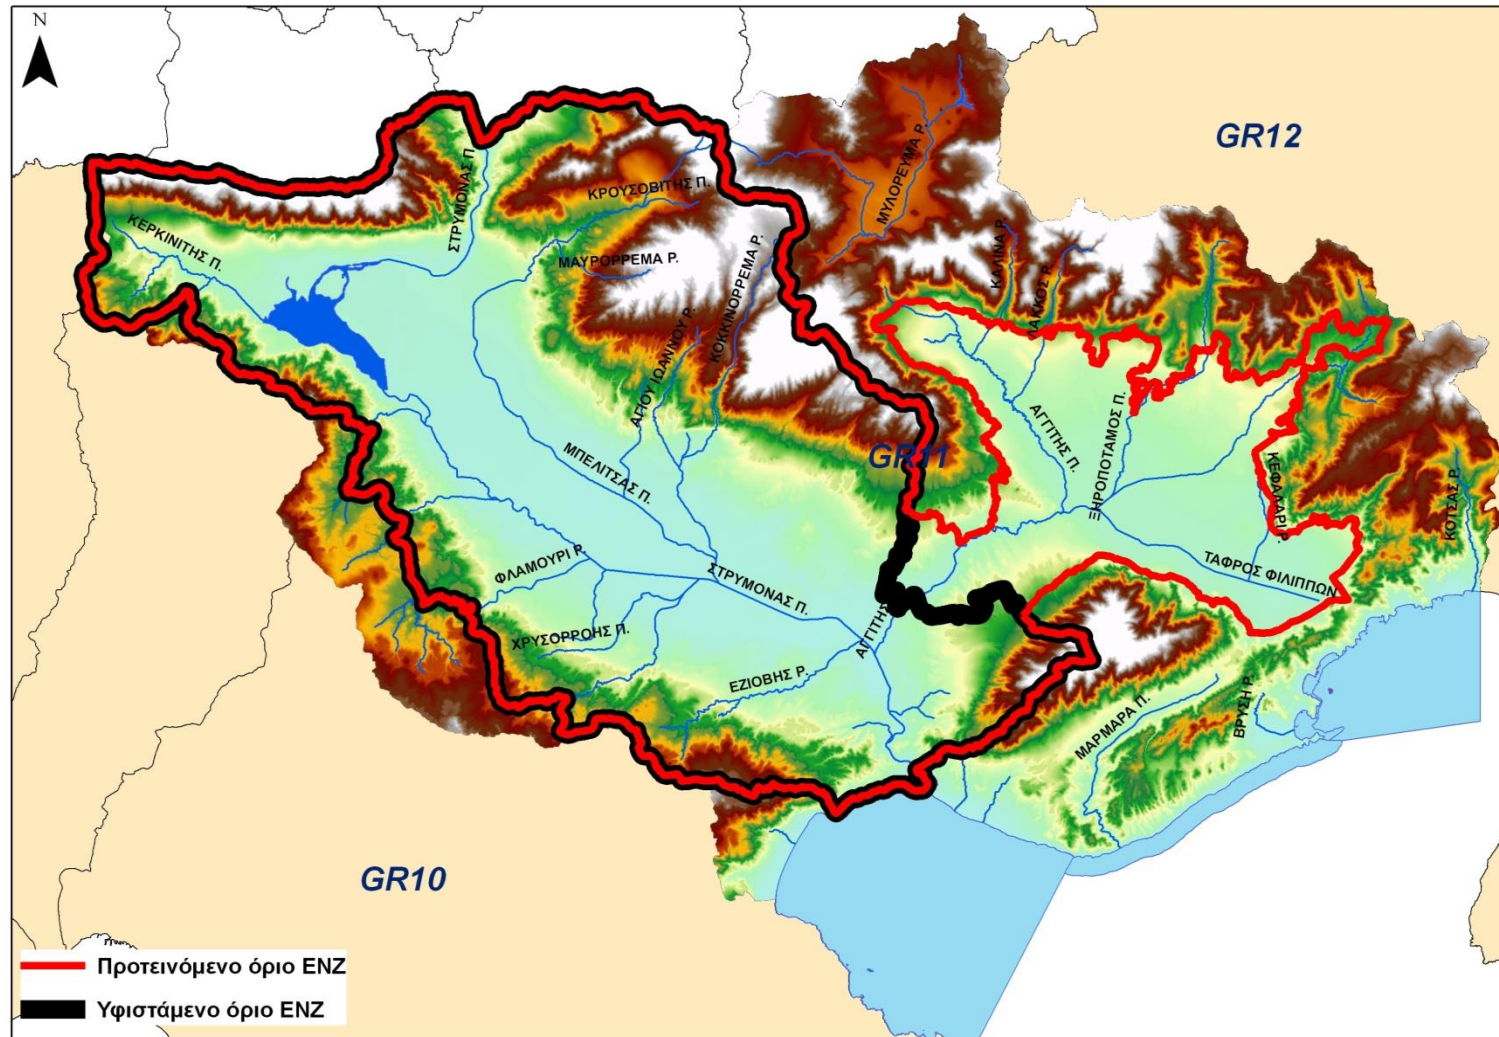 N
GR12
ΣΤΡΥΜΟΝΑΣ Π.
ΚΡΟΥΣΟΒΙΤΗΣ Π.
ΜΥΛΟΡΕΥΜΑ Ρ.
ΚΕΡΚΙΝΙΤΗΣ Π.
ΜΑΥΡΟΡΡΕΜΑ Ρ.
ΚΟΚΚΙΝΟΡΡΕΜΑ Ρ.
ΚΑΛΙΝΑ Ρ.
ΛΑΚΚΟΣ Ρ.
ΑΓΙΟΥ ΙΩΑΝΝΟΥ Ρ.
GR11
ΑΓΓΙΤΗΣ Π.
ΞΗΡΟΠΟΤΑΜΟΣ Π.
ΚΕΦΑΛΑΡΙ Ρ.
ΚΟΤΣΑΣ Ρ.
ΜΠΕΛΙΤΣΑΣ Π.
ΦΛΑΜΟΥΡΙ Ρ.
ΣΤΡΥΜΟΝΑΣ Π.
ΤΑΦΡΟΣ ΦΙΛΙΠΠΩΝ
ΧΡΥΣΟΡΡΟΗΣ Π.
ΑΓΓΙΤΗΣ
ΕΖΙΟΒΗΣ Ρ.
ΜΑΡΜΑΡΑ Π.
ΒΡΥΣΗ Ρ.
GR10
Προτεινόμενο όριο ΕΝΖ
Υφιστάμενο όριο ΕΝΖ